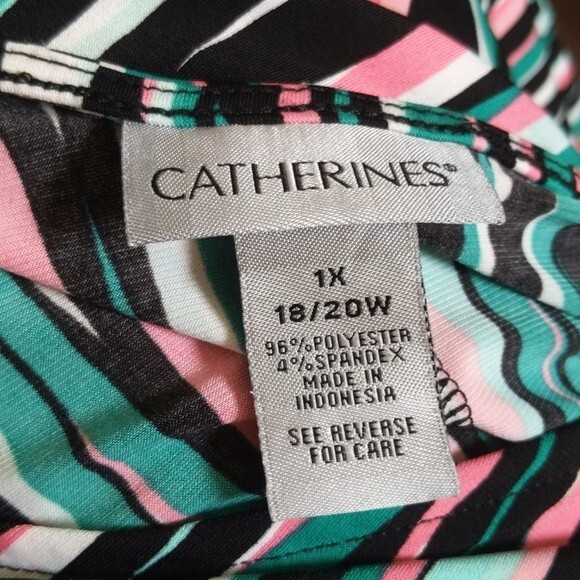 CATHERINES®
1X
18/20W
96%POLYESTER
4%SPANDEX
MADE IN
INDONESIA
SEE REVERSE
FOR CARE